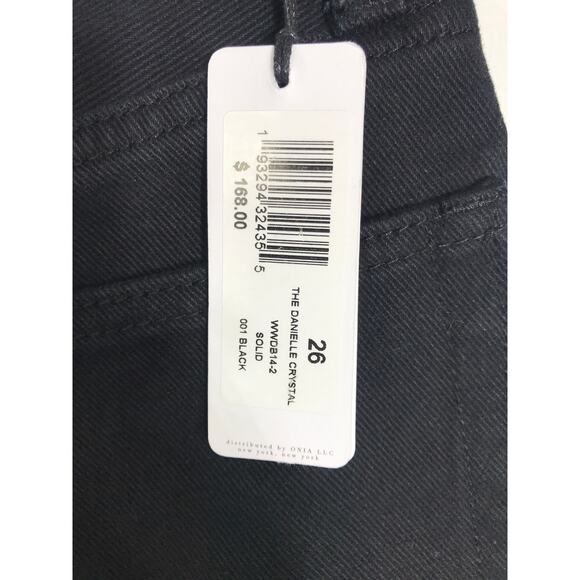 1 93294 32435 5
$ 168.00
26
THE DANIELLE CRYSTAL
WWDB14-2
SOLID
001 BLACK
distributed by ONIA LLC
new york, new york